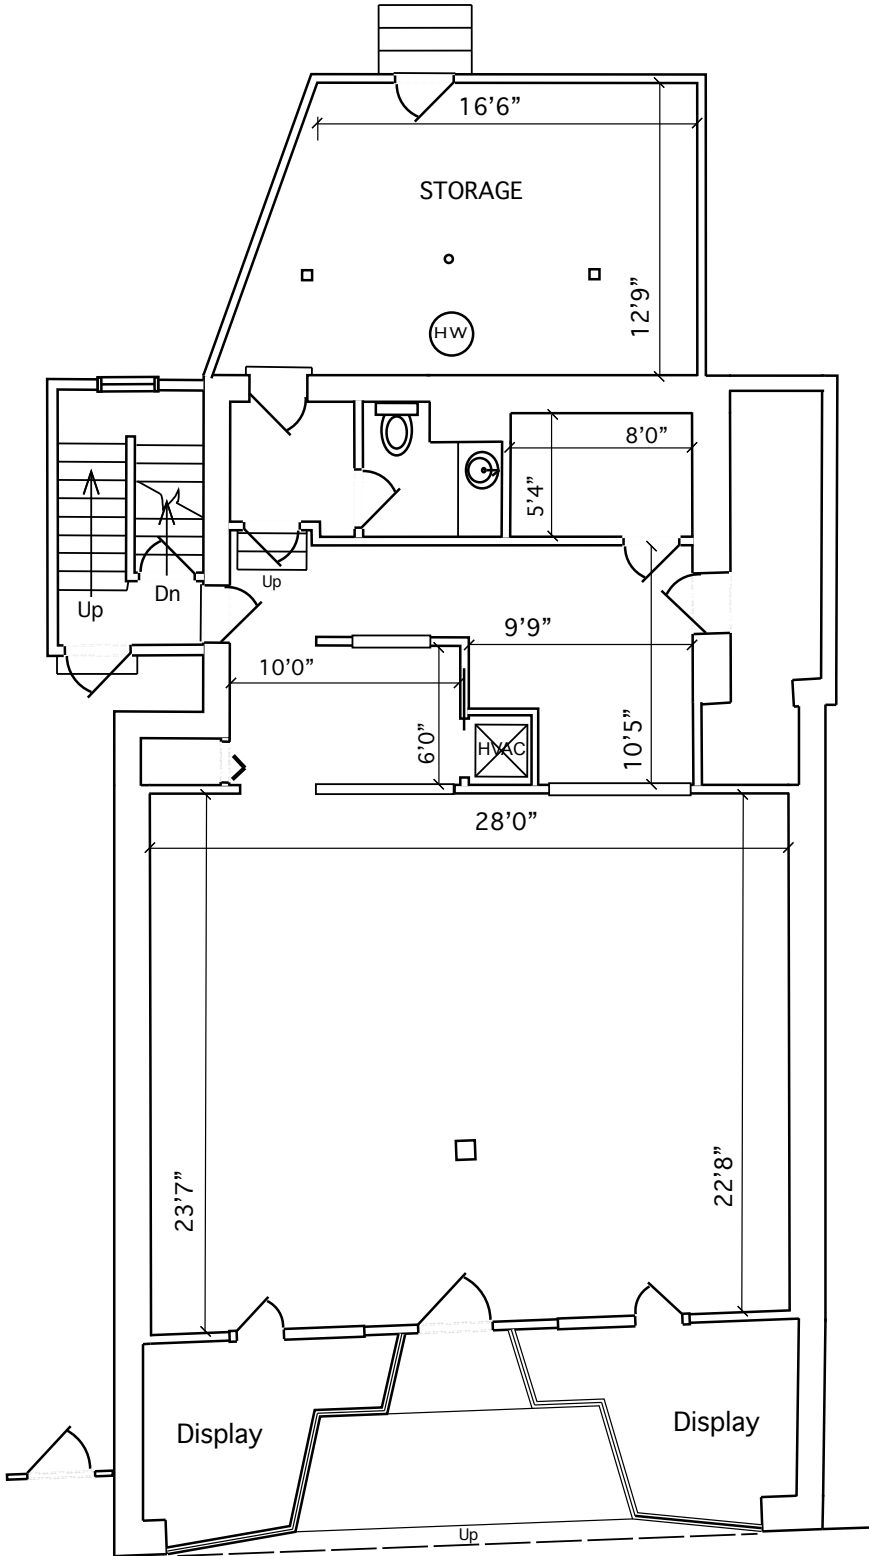 16’6”
STORAGE
12’9”
HW
8’0”
5’4”
Up
Dn
Up
9’9”
10’0”
6’0”
HVAC
10’5”
28’0”
23’7”
22’8”
Display
Display
Up